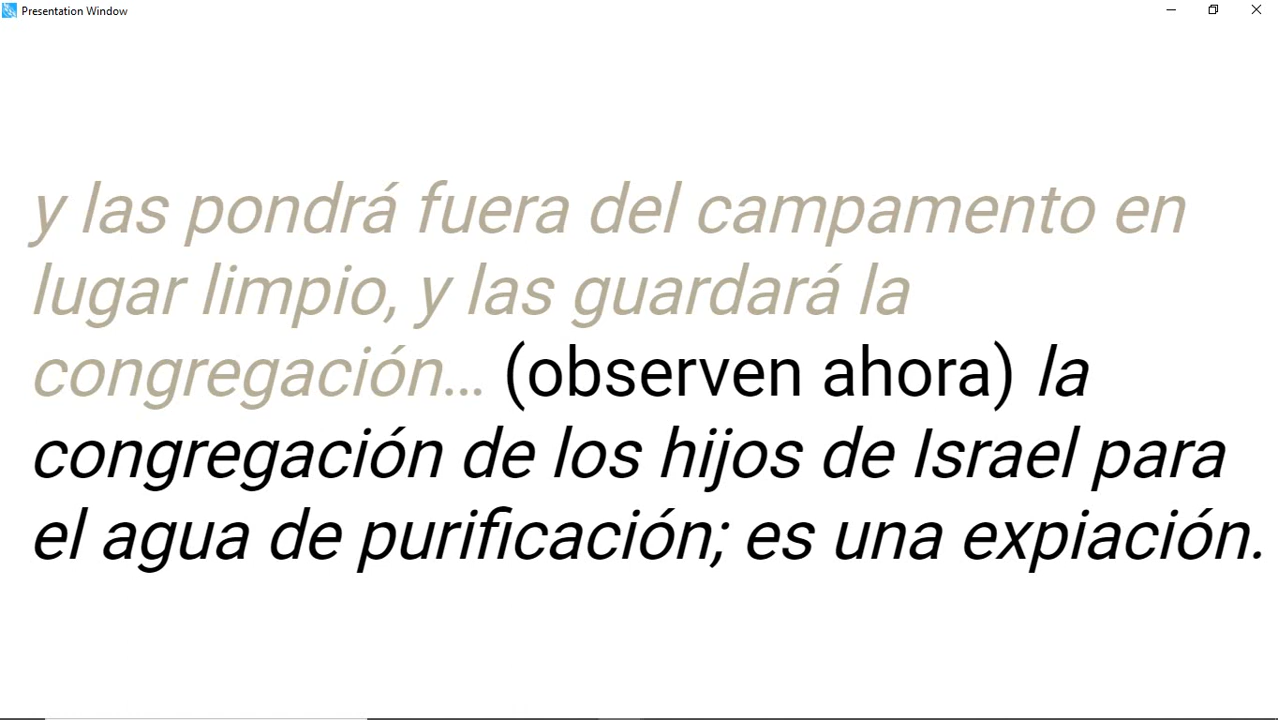 Presentation Window
y las pondrá fuera del campamento en
lugar limpio, y las guardará la
congregación... (observen ahora) la
congregación de los hijos de Israel para
el agua de purificación; es una expiación.